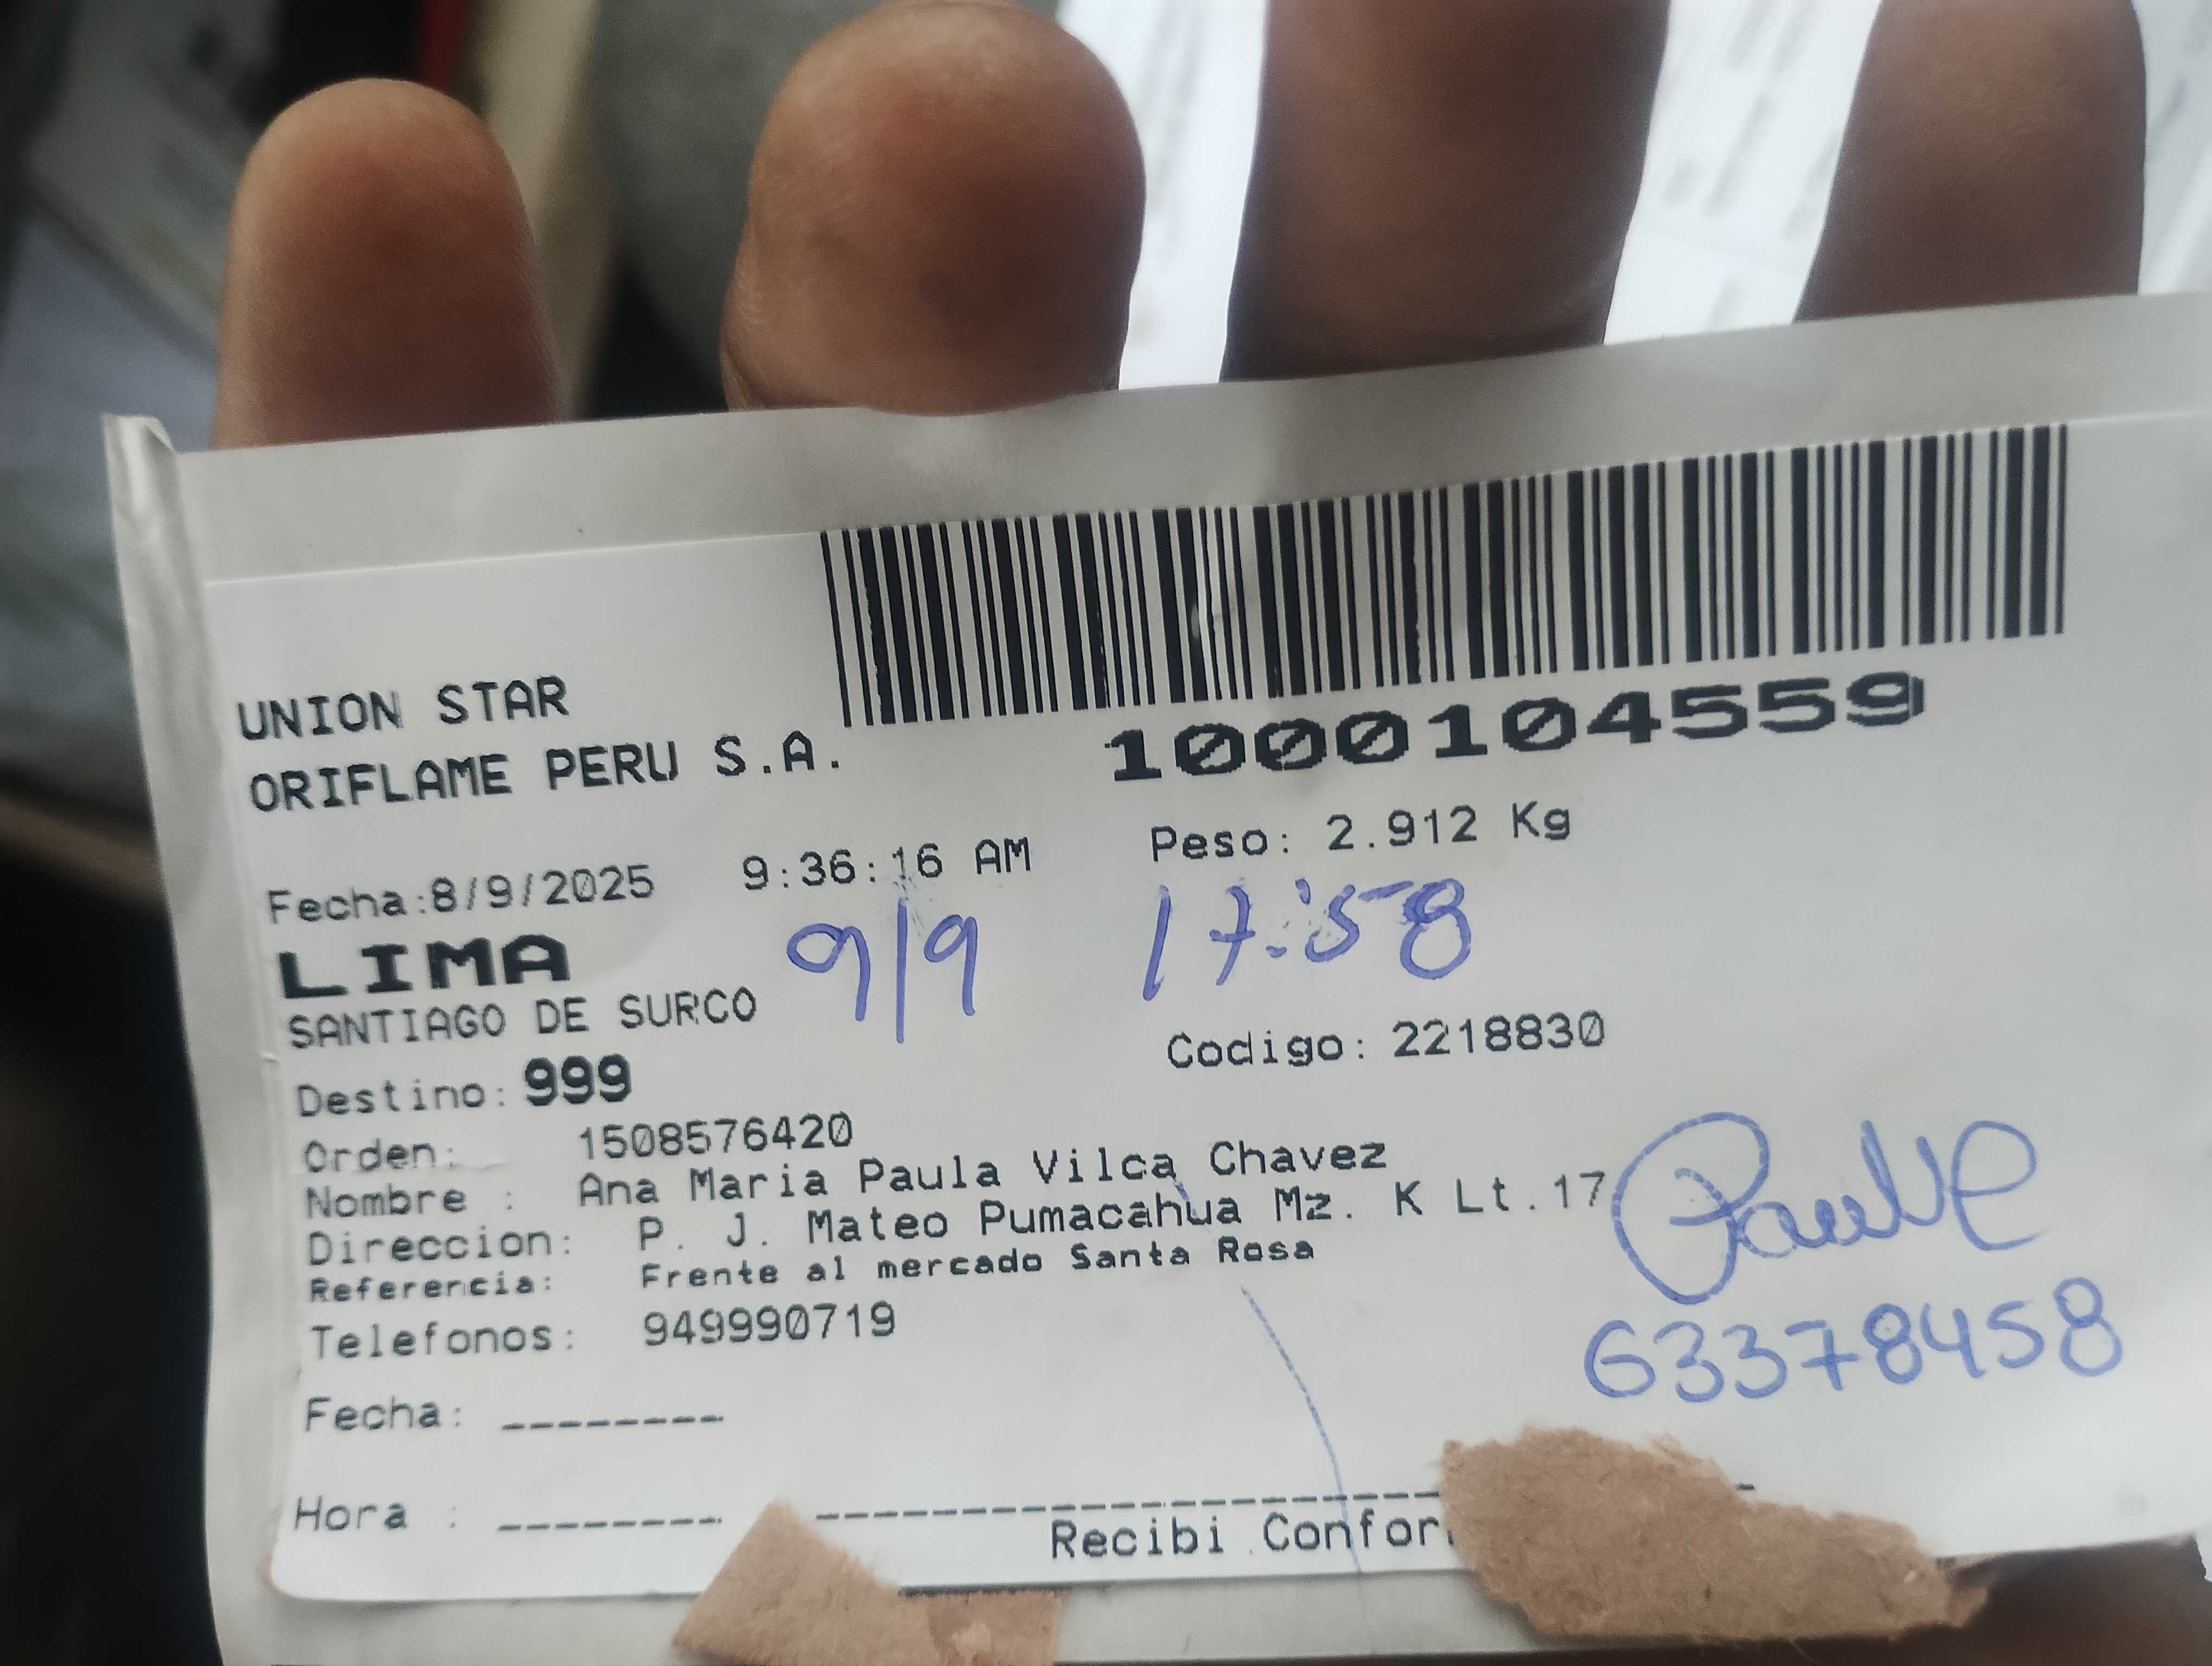 UNION STAR
ORIFLAME PERU S.A.
1000104559
Fecha:8/9/2025 9:36:16 AM Peso: 2.912 Kg
LIMA 9/9 17:58
SANTIAGO DE SURCO
Destino: 999 Codigo: 2218830
Orden: 1508576420
Nombre : Ana Maria Paula Vilca Chavez
Direccion: P. J. Mateo Pumacahua Mz. K Lt.17
Referencia: Frente al mercado Santa Rosa
Telefonos: 949990719
63378458
Fecha: --------
Hora : --------
Recibi Confor